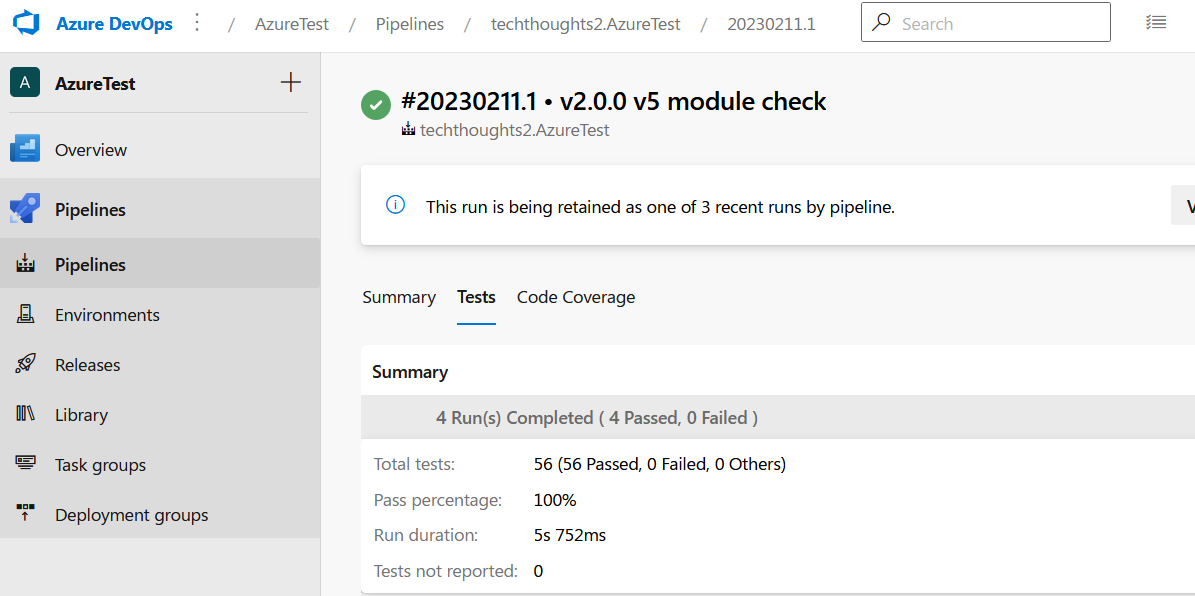 Azure DevOps / AzureTest / Pipelines / techthoughts2.AzureTest / 20230211.1 Search
A AzureTest +
Overview
Pipelines
Pipelines
Environments
Releases
Library
Task groups
Deployment groups
#20230211.1 • v2.0.0 v5 module check
techthoughts2.AzureTest
This run is being retained as one of 3 recent runs by pipeline.
Summary Tests Code Coverage
Summary
4 Run(s) Completed ( 4 Passed, 0 Failed )
Total tests: 56 (56 Passed, 0 Failed, 0 Others)
Pass percentage: 100%
Run duration: 5s 752ms
Tests not reported: 0